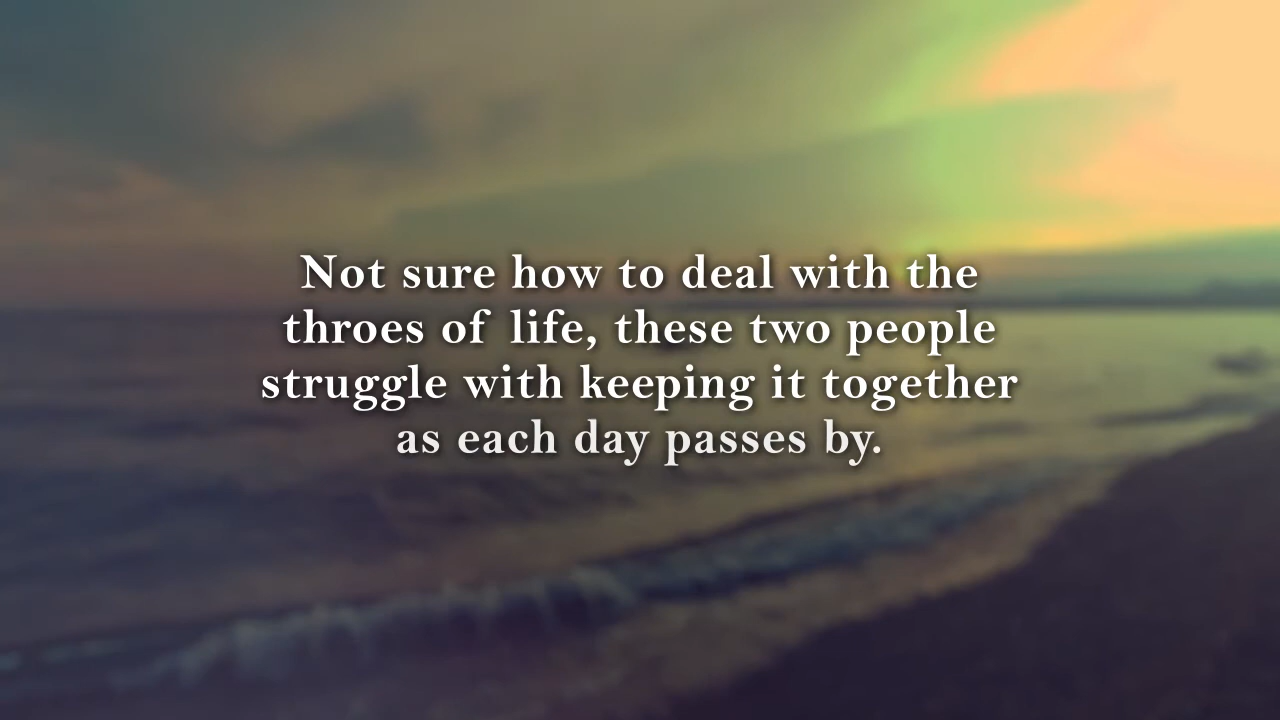 Not sure how to deal with the
throes of life, these two people
struggle with keeping it together
as each day passes by.